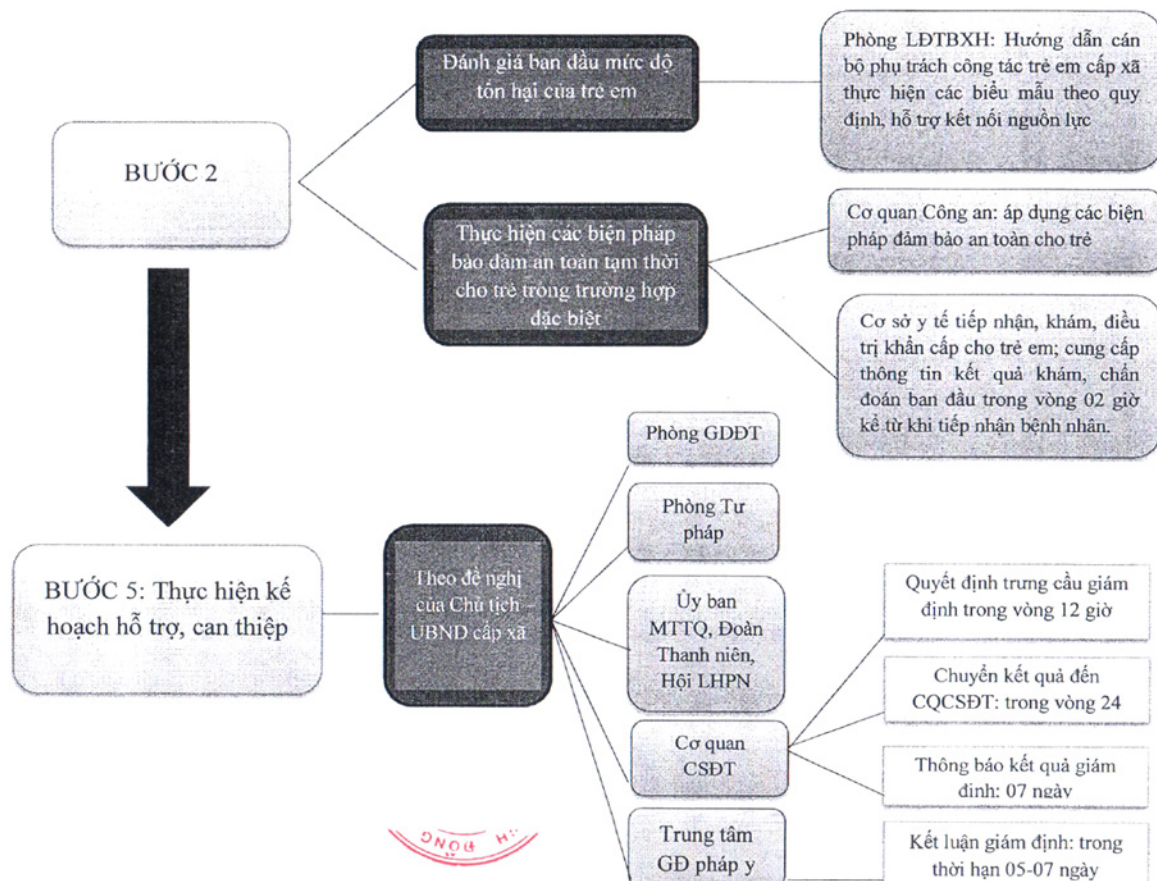 BƯỚC 2
Đánh giá ban đầu mức độ
tổn hại của trẻ em
Phòng LĐTBXH: Hướng dẫn cán
bộ phụ trách công tác trẻ em cấp xã
thực hiện các biểu mẫu theo quy
định, hỗ trợ kết nối nguồn lực
Thực hiện các biện pháp
bảo đảm an toàn tạm thời
cho trẻ trong trường hợp
đặc biệt
Cơ quan Công an: áp dụng các biện
pháp đảm bảo an toàn cho trẻ
Cơ sở y tế tiếp nhận, khám, điều
trị khẩn cấp cho trẻ em; cung cấp
thông tin kết quả khám, chẩn
đoán ban đầu trong vòng 02 giờ
kể từ khi tiếp nhận bệnh nhân.
BƯỚC 5: Thực hiện kế
hoạch hỗ trợ, can thiệp
Theo đề nghị
của Chủ tịch
UBND cấp xã
Phòng GDĐT
Phòng Tư
pháp
Ủy ban
MTTQ, Đoàn
Thanh niên,
Hội LHPN
Cơ quan
CSĐT
Trung tâm
GĐ pháp y
Quyết định trưng cầu giám
định trong vòng 12 giờ
Chuyển kết quả đến
CQCSĐT: trong vòng 24
Thông báo kết quả giám
định: 07 ngày
Kết luận giám định: trong
thời hạn 05-07 ngày
H ĐỒNG